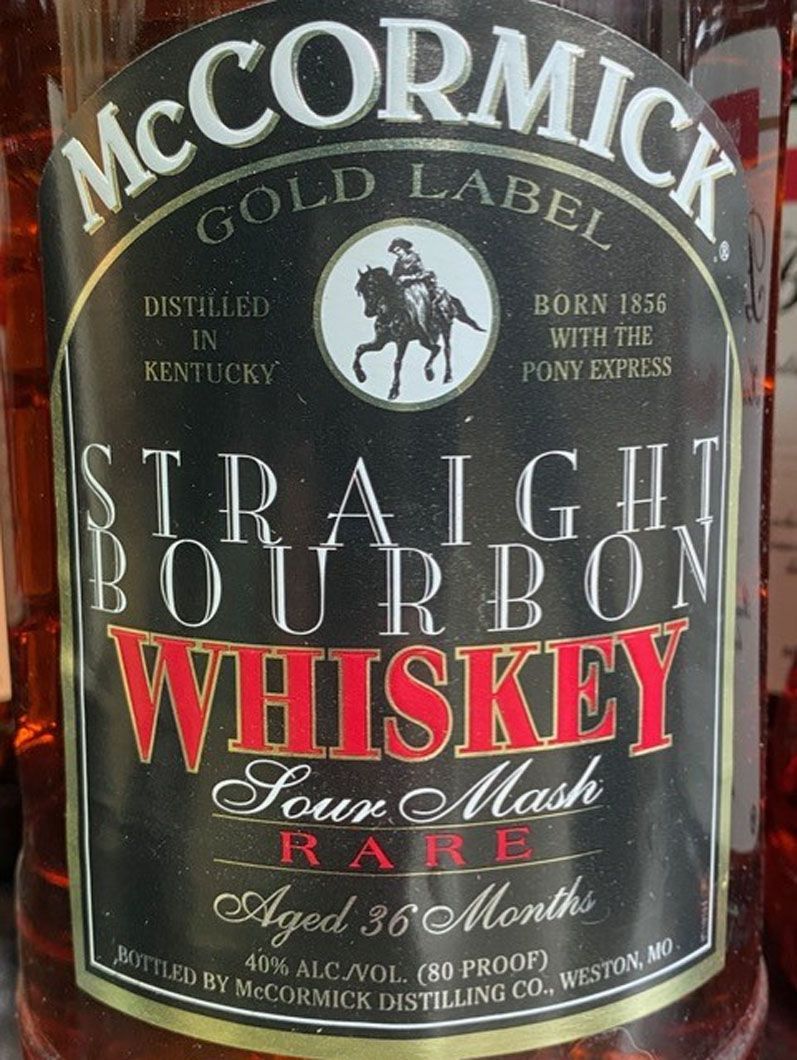 McCORMICK®
GOLD LABEL
DISTILLED
IN
KENTUCKY
BORN 1856
WITH THE
PONY EXPRESS
STRAIGHT
BOURBON
WHISKEY
Sour Mash
RARE
Aged 36 Months
40% ALC./VOL. (80 PROOF)
BOTTLED BY McCORMICK DISTILLING CO., WESTON, MO